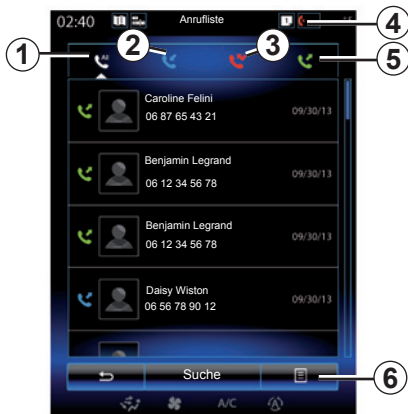 02:40 Anrufliste
1 2 3 4 5
All
Caroline Felini
06 87 65 43 21 09/30/13
Benjamin Legrand
06 12 34 56 78 09/30/13
Benjamin Legrand
06 12 34 56 78 09/30/13
Daisy Wiston
06 56 78 90 12 09/30/13
Suche 6
A/C